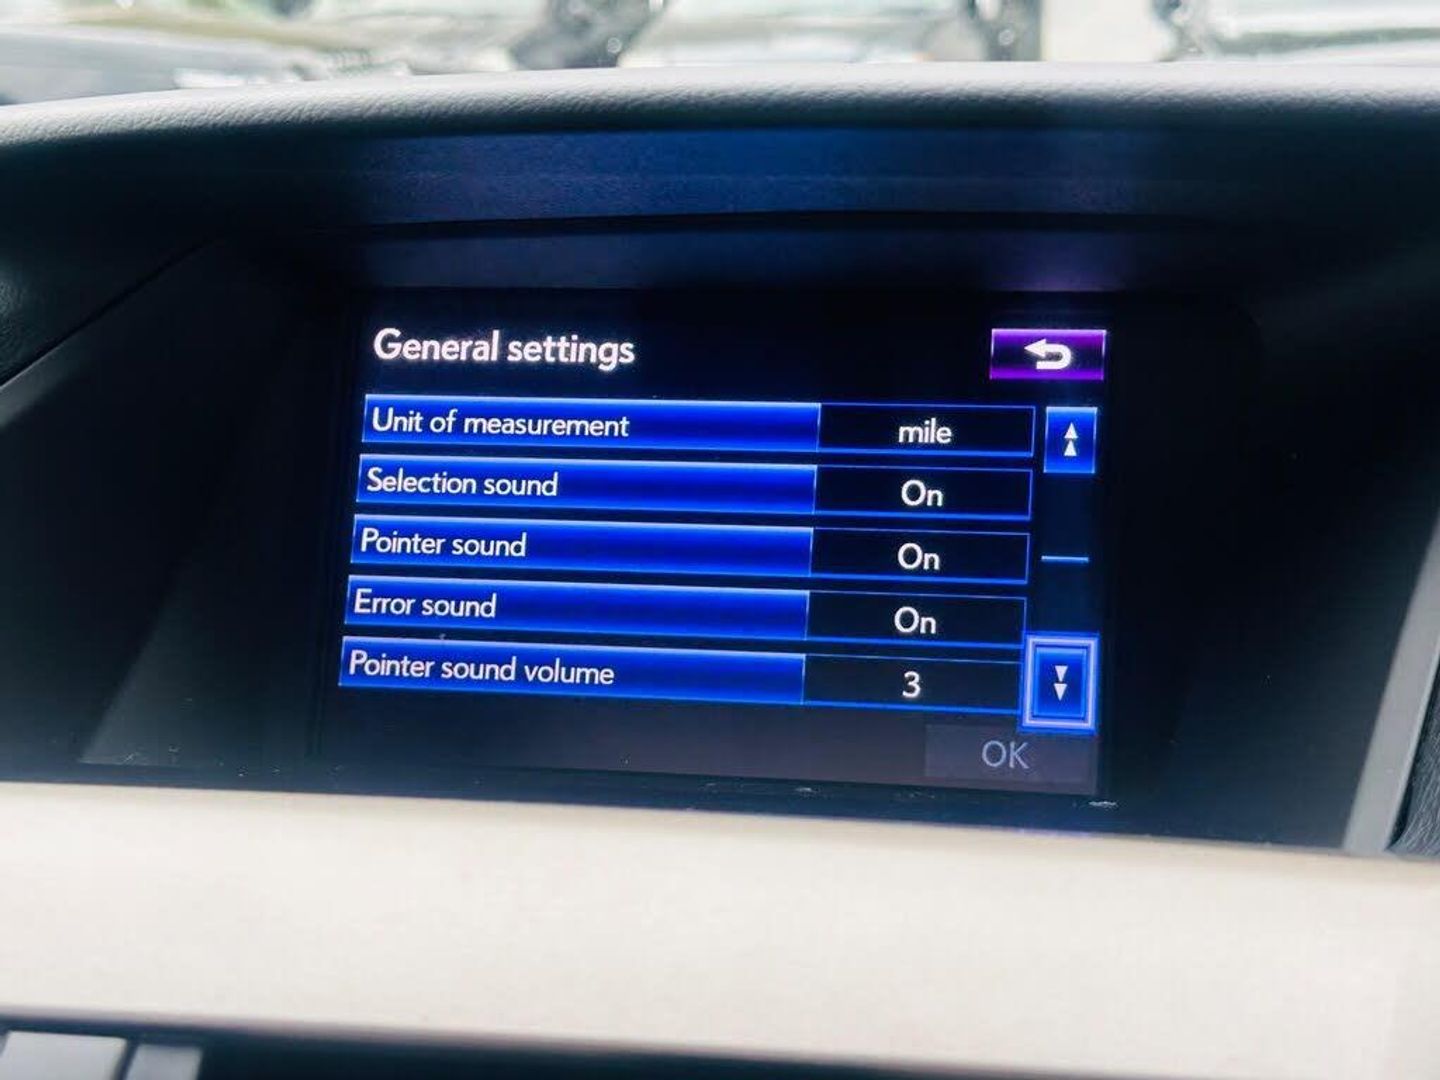 General settings
Unit of measurement mile
Selection sound On
Pointer sound On
Error sound On
Pointer sound volume 3
OK